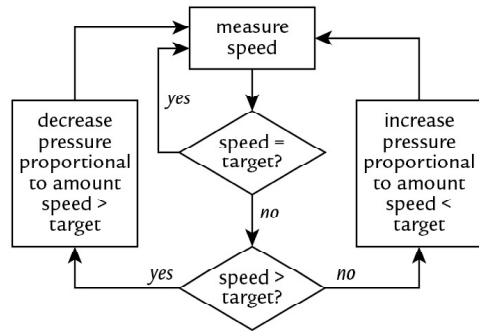 measure
speed
yes
decrease
pressure
proportional
to amount
speed >
target
speed =
target?
increase
pressure
proportional
to amount
speed <
target
no
yes
speed >
target?
no